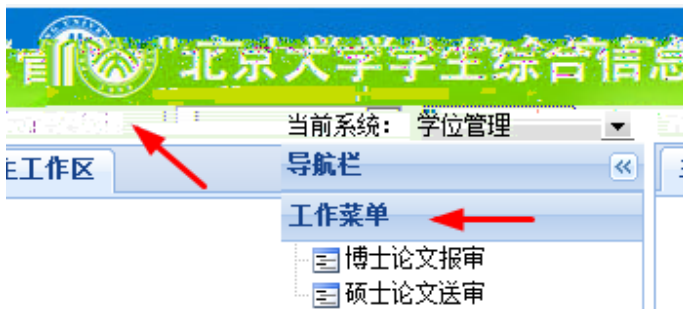 北京大学学生综合信息
当前系统： 学位管理
主工作区
导航栏
工作菜单
博士论文报审
硕士论文送审